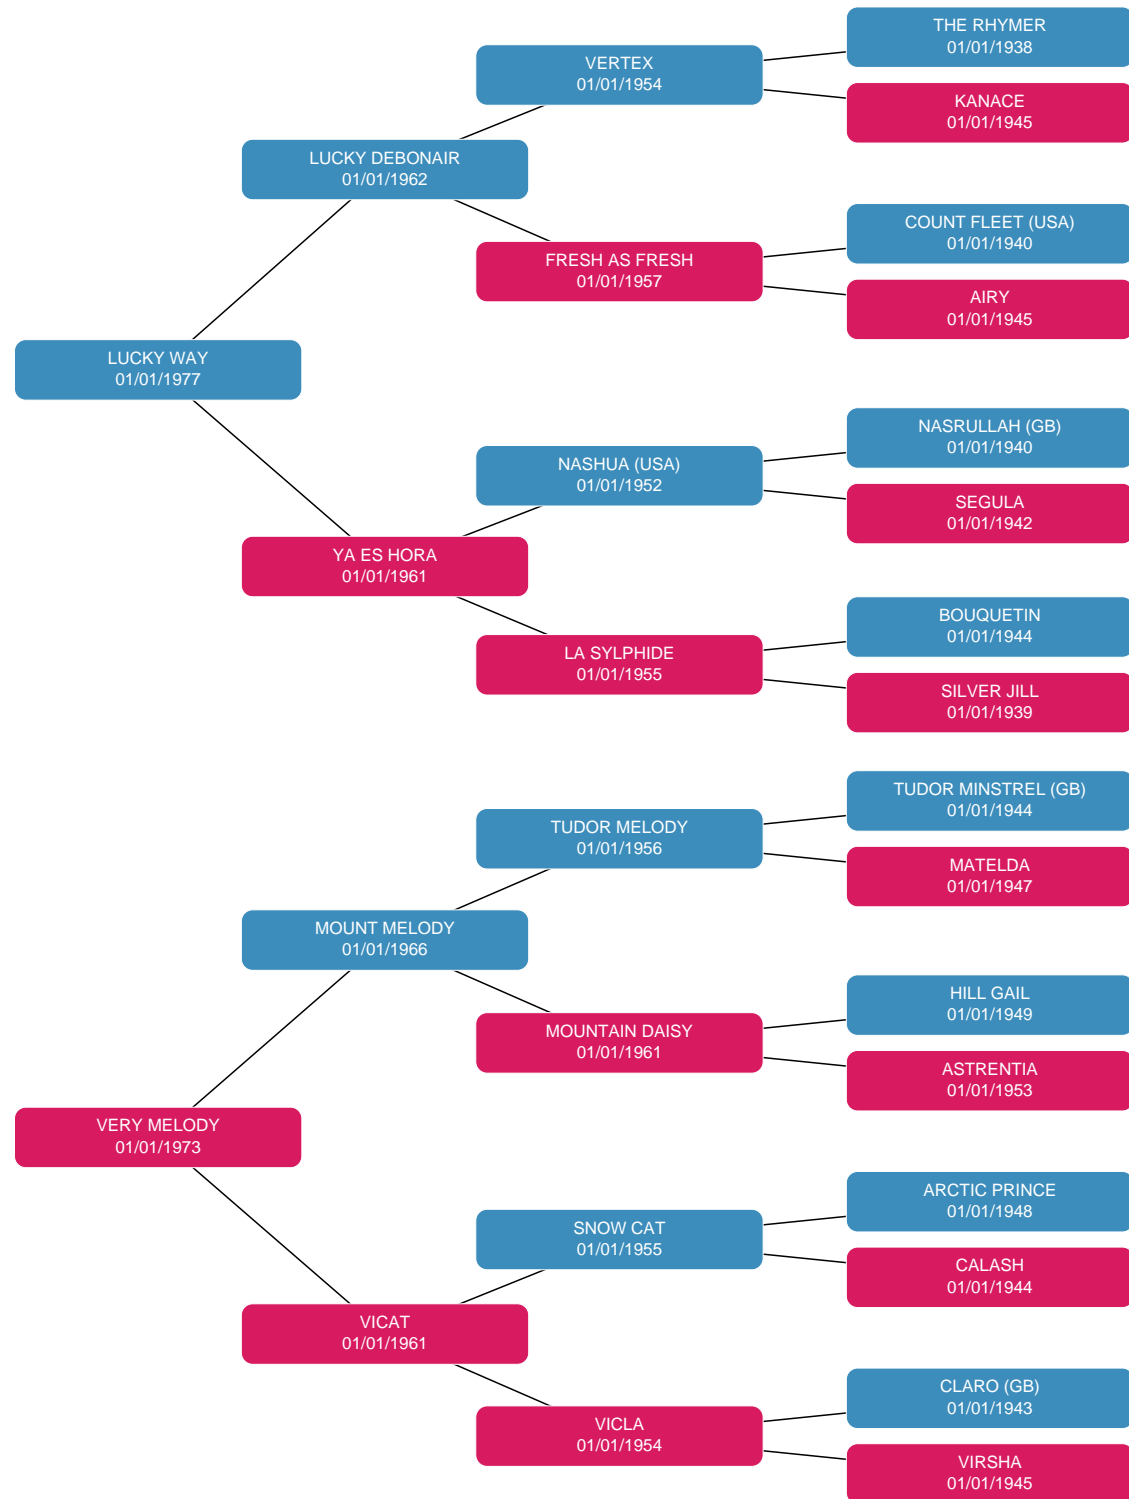 THE RHYMER
01/01/1938
VERTEX
01/01/1954
KANACE
01/01/1945
LUCKY DEBONAIR
01/01/1962
COUNT FLEET (USA)
01/01/1940
FRESH AS FRESH
01/01/1957
AIRY
01/01/1945
LUCKY WAY
01/01/1977
NASRULLAH (GB)
01/01/1940
NASHUA (USA)
01/01/1952
SEGULA
01/01/1942
YA ES HORA
01/01/1961
BOUQUETIN
01/01/1944
LA SYLPHIDE
01/01/1955
SILVER JILL
01/01/1939
TUDOR MINSTREL (GB)
01/01/1944
TUDOR MELODY
01/01/1956
MATELDA
01/01/1947
MOUNT MELODY
01/01/1966
HILL GAIL
01/01/1949
MOUNTAIN DAISY
01/01/1961
ASTRENTIA
01/01/1953
VERY MELODY
01/01/1973
ARCTIC PRINCE
01/01/1948
SNOW CAT
01/01/1955
CALASH
01/01/1944
VICAT
01/01/1961
CLARO (GB)
01/01/1943
VICLA
01/01/1954
VIRSHA
01/01/1945